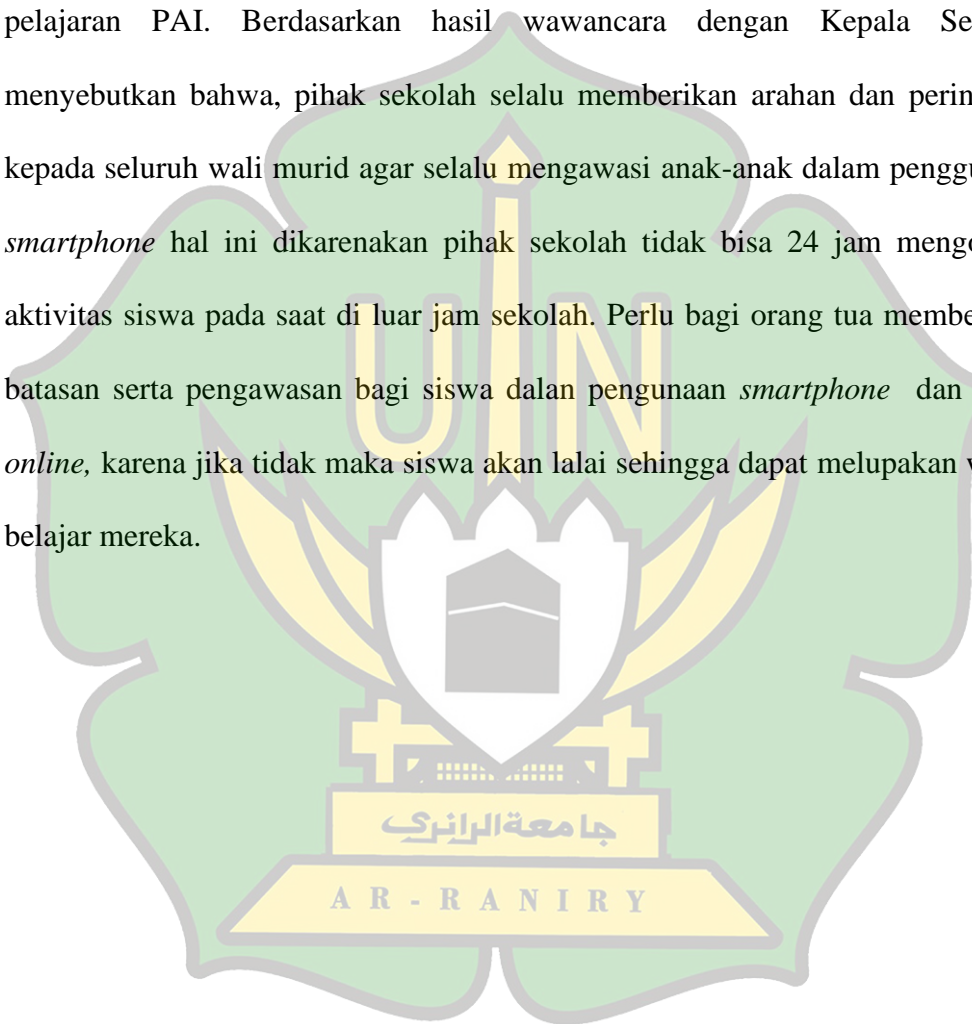 pelajaran PAI. Berdasarkan hasil wawancara dengan Kepala Se
menyebutkan bahwa, pihak sekolah selalu memberikan arahan dan perin
kepada seluruh wali murid agar selalu mengawasi anak-anak dalam penggu
smartphone hal ini dikarenakan pihak sekolah tidak bisa 24 jam mengo
aktivitas siswa pada saat di luar jam sekolah. Perlu bagi orang tua membe
batasan serta pengawasan bagi siswa dalan pengunaan smartphone dan
online, karena jika tidak maka siswa akan lalai sehingga dapat melupakan w
belajar mereka.
UIN
جامعة الرانري
AR-RANIRY